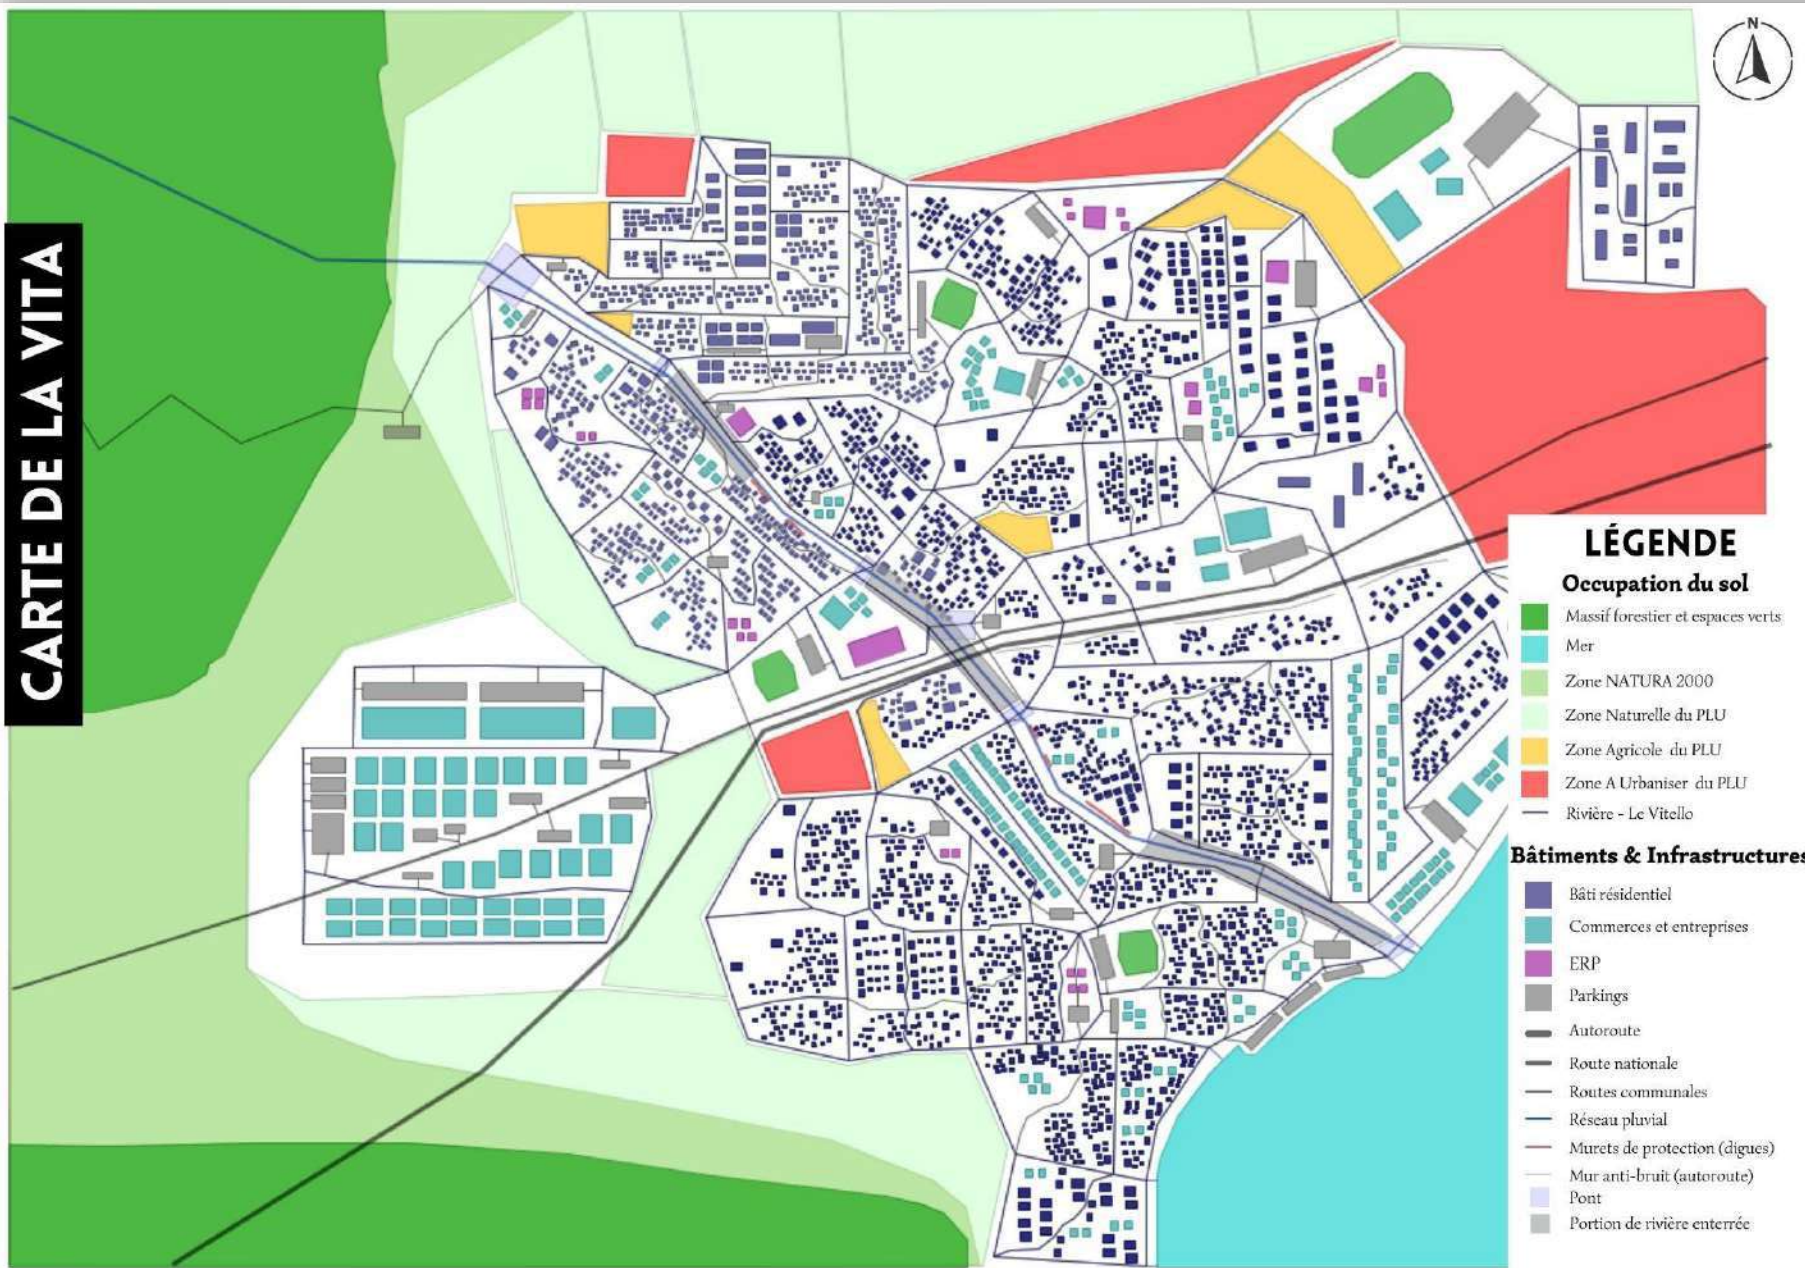 N
CARTE DE LA VITA
LÉGENDE
Occupation du sol
Massif forestier et espaces verts
Mer
Zone NATURA 2000
Zone Naturelle du PLU
Zone Agricole du PLU
Zone A Urbaniser du PLU
Rivière - Le Vitello
Bâtiments & Infrastructures
Bâti résidentiel
Commerces et entreprises
ERP
Parkings
Autoroute
Route nationale
Routes communales
Réseau pluvial
Murets de protection (digues)
Mur anti-bruit (autoroute)
Pont
Portion de rivière enterrée